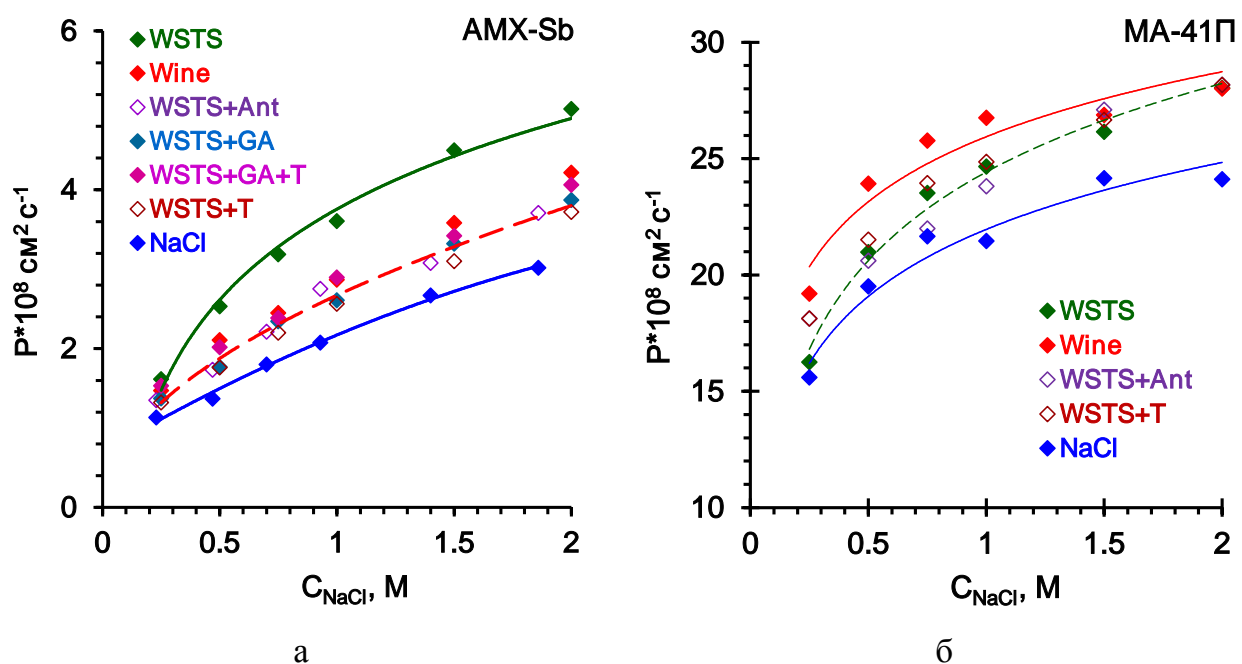 AMX-Sb
P*10⁸ см² с⁻¹
6
4
2
0
WSTS
Wine
WSTS+Ant
WSTS+GA
WSTS+GA+T
WSTS+T
NaCl
0 0.5 1 1.5 2
C_NaCl, M
а
МА-41П
P*10⁸ см² с⁻¹
30
25
20
15
10
WSTS
Wine
WSTS+Ant
WSTS+T
NaCl
0 0.5 1 1.5 2
C_NaCl, M
б